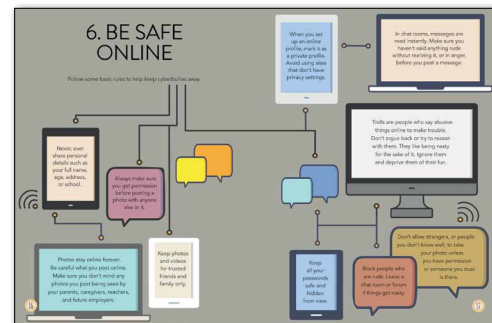 6. BE SAFE
ONLINE
Follow some basic rules to help keep cyberbullies away.
Never, ever
share personal
details such as
your full name,
age, address,
or school.
Always make sure
you get permission
before posting a
photo with anyone
else in it.
Photos stay online forever.
Be careful what you post online.
Make sure you don't mind any
photos you post being seen by
your parents, caregivers, teachers,
and future employers.
Keep photos
and videos
for trusted
friends and
family only.
16
When you set
up an online
profile, mark it as
a private profile.
Avoid using sites
that don't have
privacy settings.
In chat rooms, messages are
read instantly. Make sure you
haven't said anything rude
without realizing it, or in anger,
before you post a message.
Trolls are people who say abusive
things online to make trouble.
Don't argue back or try to reason
with them. They like being nasty
for the sake of it. Ignore them
and deprive them of their fun.
Keep
all your
passwords
safe and
hidden
from view.
Block people who
are rude. Leave a
chat room or forum
if things get nasty.
Don't allow strangers, or people
you don't know well, to take
your photo unless
you have permission
or someone you trust
is there.
17